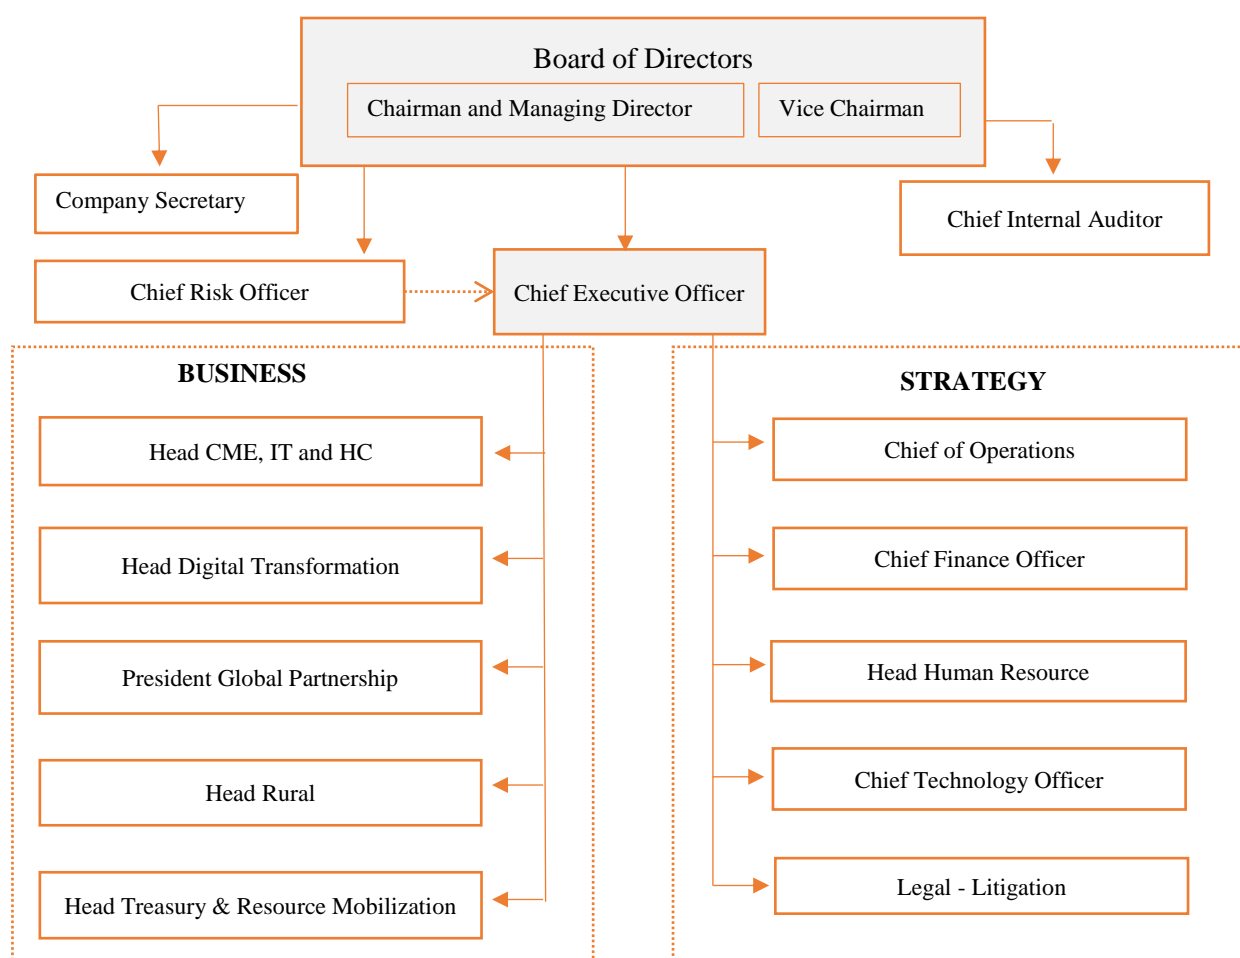 Board of Directors
Chairman and Managing Director
Vice Chairman
Company Secretary
Chief Internal Auditor
Chief Risk Officer
Chief Executive Officer
BUSINESS
Head CME, IT and HC
Head Digital Transformation
President Global Partnership
Head Rural
Head Treasury & Resource Mobilization
STRATEGY
Chief of Operations
Chief Finance Officer
Head Human Resource
Chief Technology Officer
Legal - Litigation